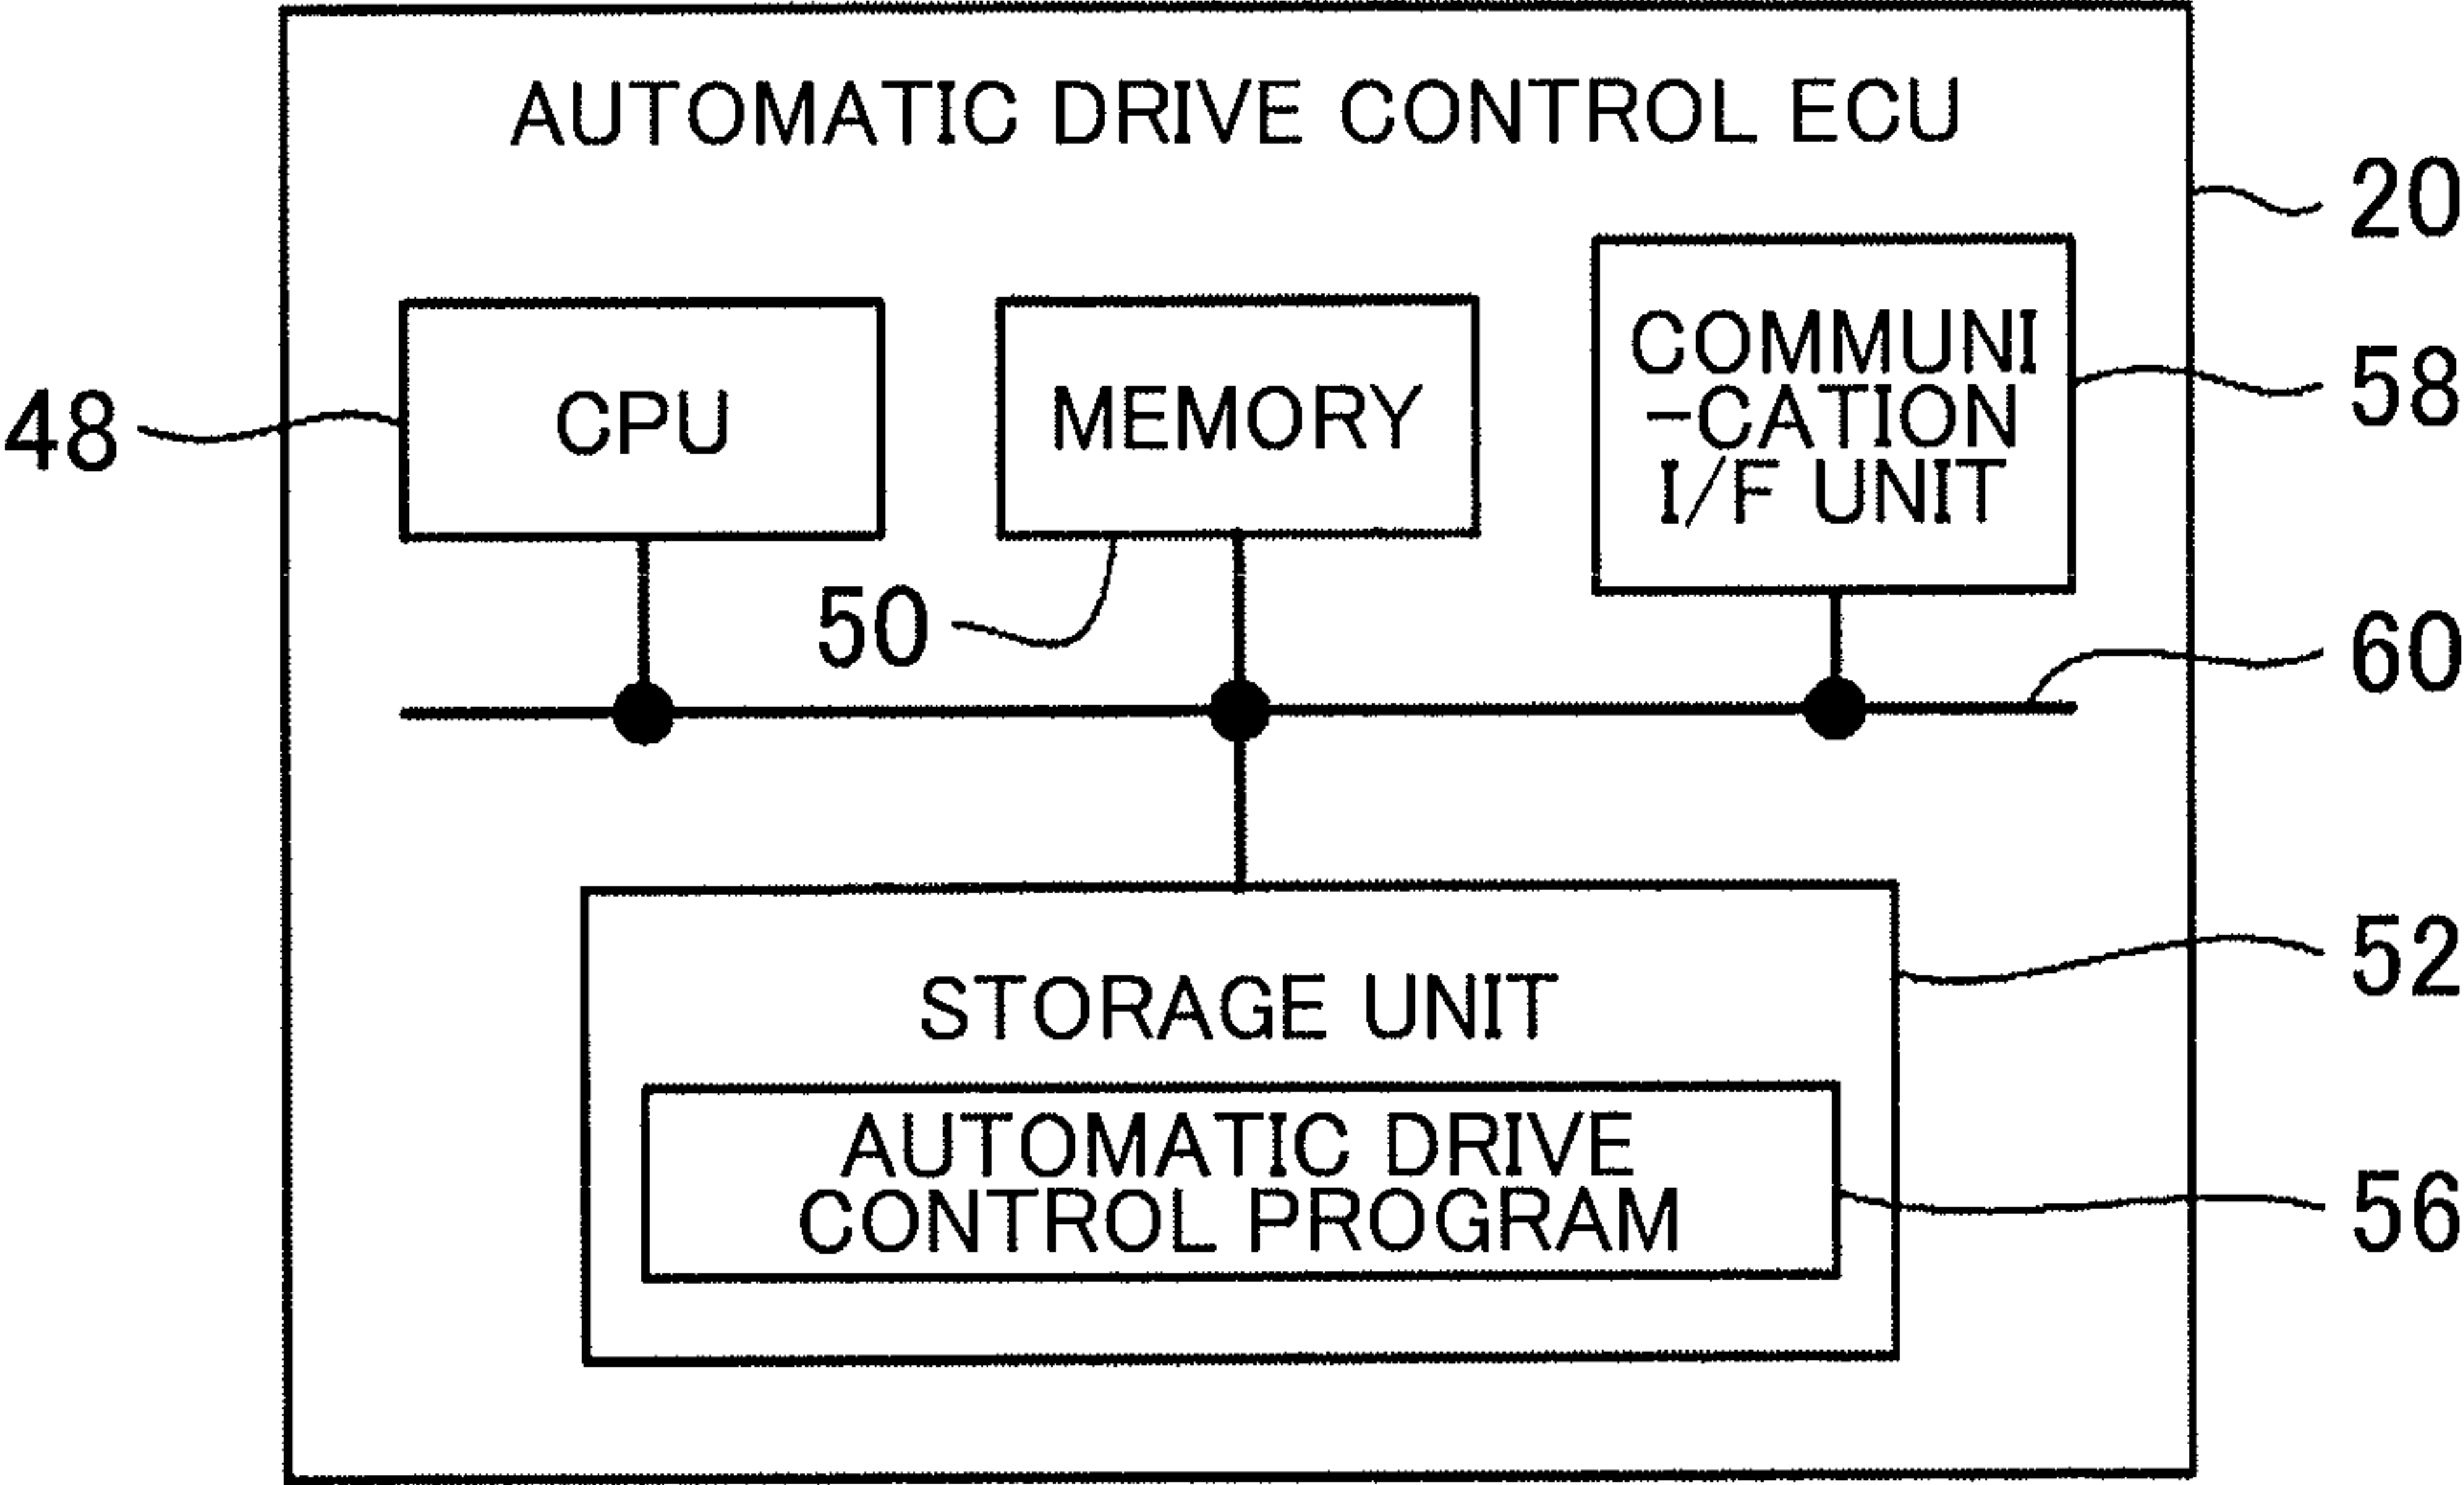 AUTOMATIC DRIVE CONTROL ECU
20
48
CPU
MEMORY
COMMUNI
-CATION
I/F UNIT
58
50
60
STORAGE UNIT
52
AUTOMATIC DRIVE
CONTROL PROGRAM
56